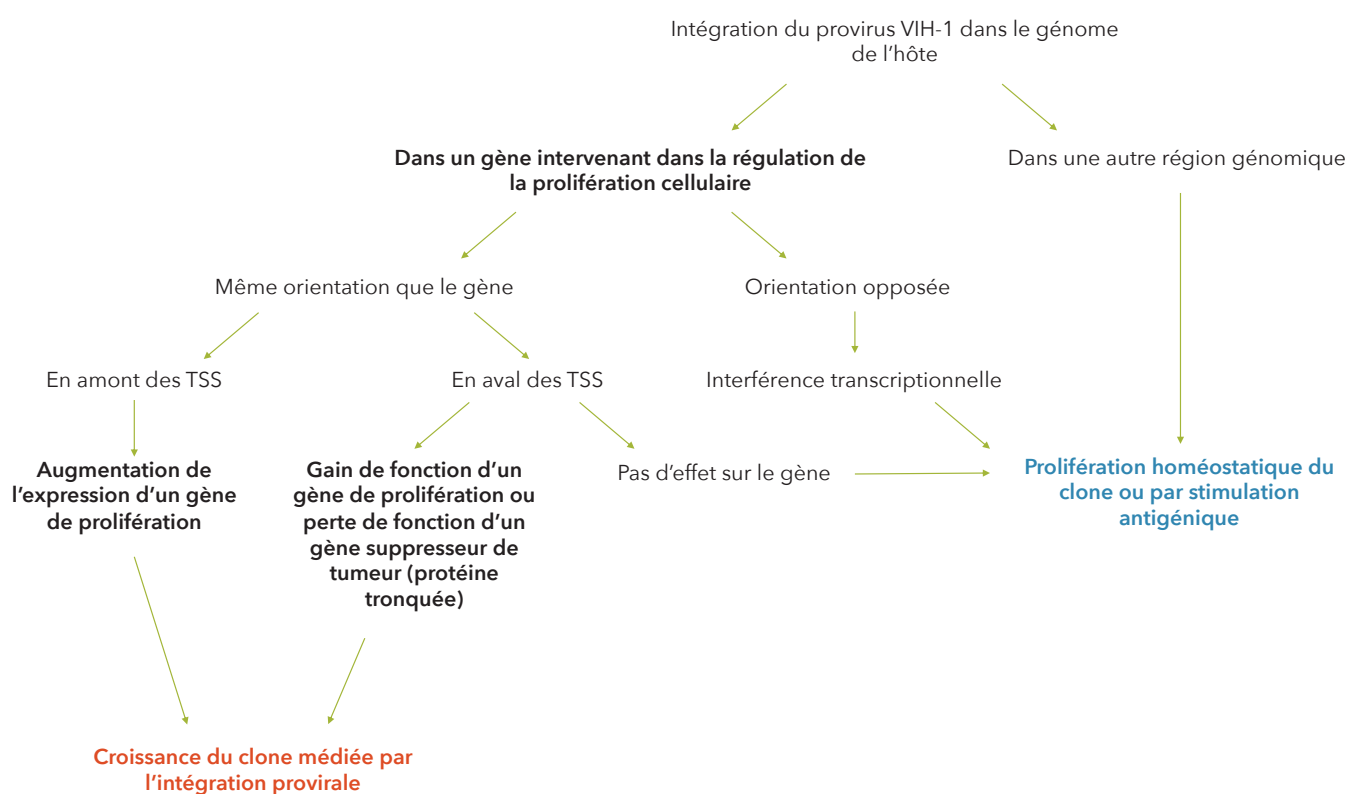 Intégration du provirus VIH-1 dans le génome
de l'hôte
Dans un gène intervenant dans la régulation de
la prolifération cellulaire
Dans une autre région génomique
Même orientation que le gène
Orientation opposée
En amont des TSS
En aval des TSS
Interférence transcriptionnelle
Augmentation de
l'expression d'un gène
de prolifération
Gain de fonction d'un
gène de prolifération ou
perte de fonction d'un
gène suppresseur de
tumeur (protéine
tronquée)
Pas d'effet sur le gène
Prolifération homéostatique du
clone ou par stimulation
antigénique
Croissance du clone médiée par
l'intégration provirale